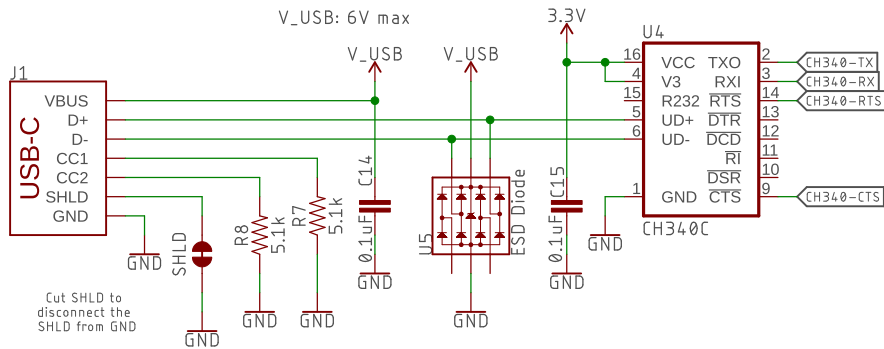 V_USB: 6V max
3.3V
U4
V_USB
V_USB
J1
USB-C
VBUS
D+
D-
CC1
CC2
SHLD
GND
16
4
15
5
6
1
VCC
V3
R232
UD+
UD-
GND
TXO
RXI
RTS
DTR
DCD
RI
DSR
CTS
2
3
14
13
12
11
10
9
CH340-TX
CH340-RX
CH340-RTS
CH340-CTS
CH340C
GND
SHLD
R8
5.1k
R7
5.1k
C14
0.1uF
U5
ESD Diode
C15
0.1uF
GND
GND
GND
GND
GND
GND
GND
Cut SHLD to
disconnect the
SHLD from GND